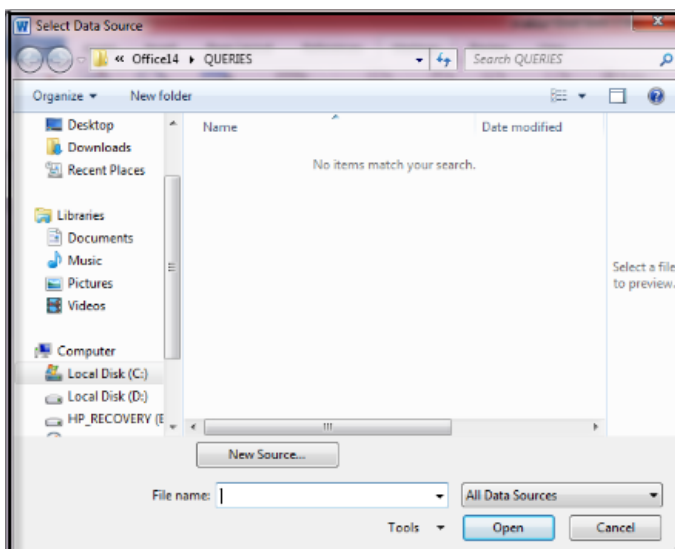 Select Data Source
« Office14 ▸ QUERIES
Search QUERIES
Organize
New folder
Name
Date modified
No items match your search.
Select a file
to preview.
Desktop
Downloads
Recent Places
Libraries
Documents
Music
Pictures
Videos
Computer
Local Disk (C:)
Local Disk (D:)
HP_RECOVERY (E
New Source...
File name:
All Data Sources
Tools
Open
Cancel